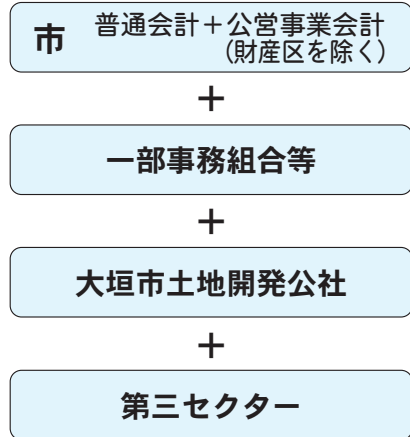 市 普通会計＋公営事業会計
(財産区を除く)
＋
一部事務組合等
＋
大垣市土地開発公社
＋
第三セクター